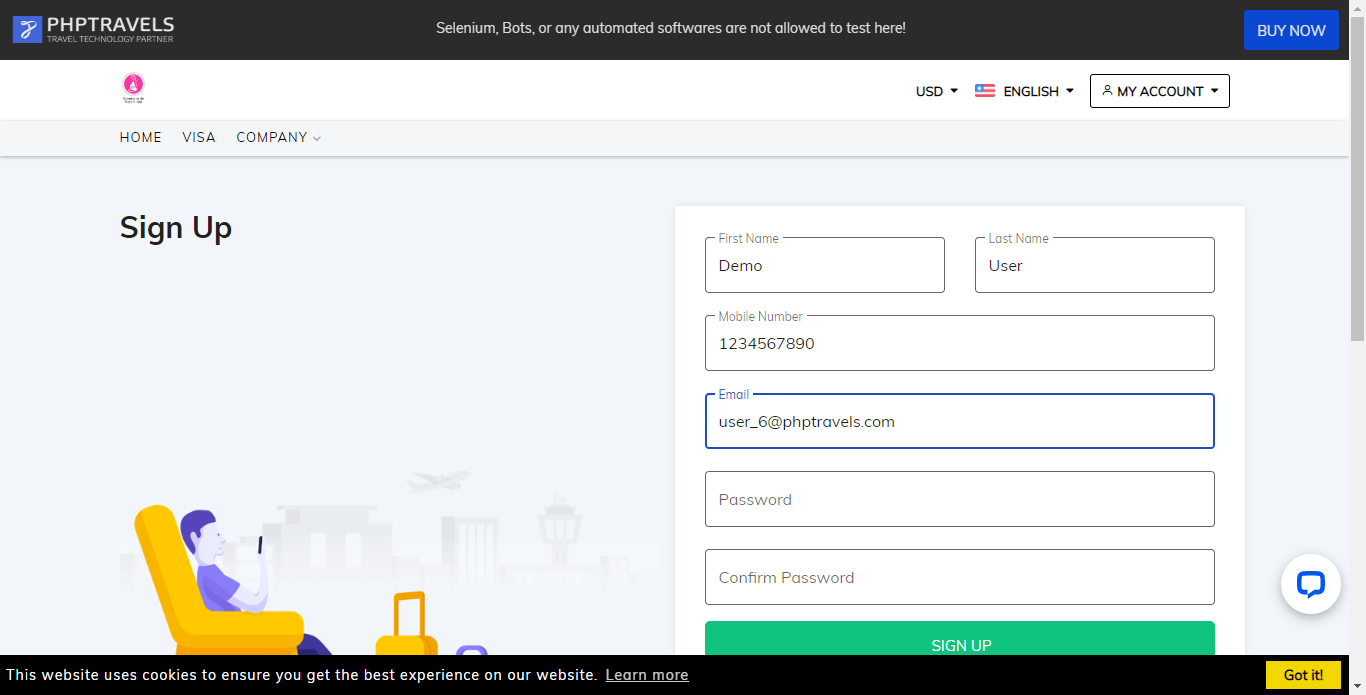 PHPTRAVELS
TRAVEL TECHNOLOGY PARTNER
Selenium, Bots, or any automated softwares are not allowed to test here!
BUY NOW
USD
ENGLISH
MY ACCOUNT
HOME
VISA
COMPANY
Sign Up
First Name
Demo
Last Name
User
Mobile Number
1234567890
Email
user_6@phptravels.com
Password
Confirm Password
SIGN UP
This website uses cookies to ensure you get the best experience on our website. Learn more
Got it!